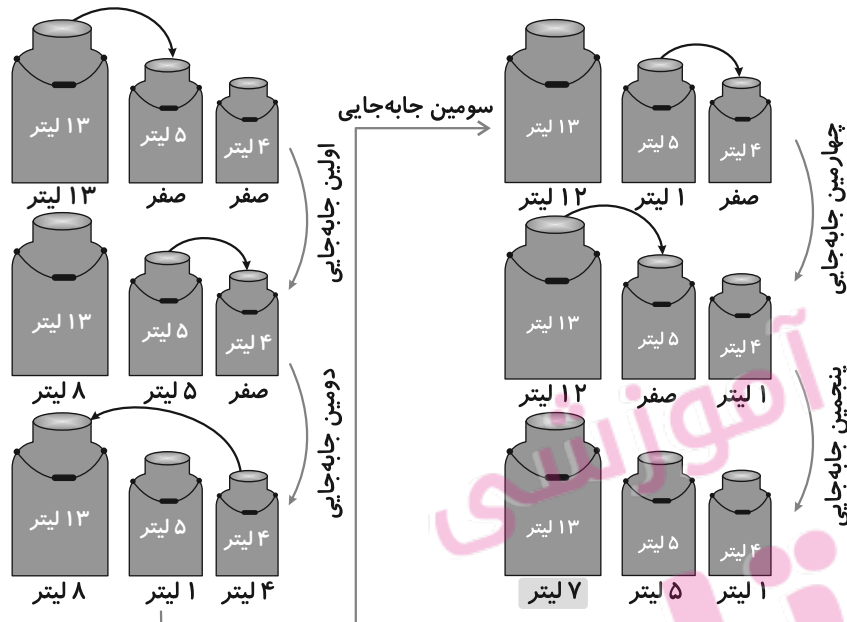 ۱۳ لیتر
۵ لیتر
۴ لیتر
۱۳ لیتر
صفر
صفر
اولین جابه‌جایی
۱۳ لیتر
۵ لیتر
۴ لیتر
۸ لیتر
۵ لیتر
صفر
دومین جابه‌جایی
۱۳ لیتر
۵ لیتر
۴ لیتر
۸ لیتر
۱ لیتر
۴ لیتر
سومین جابه‌جایی
۱۳ لیتر
۵ لیتر
۴ لیتر
۱۲ لیتر
۱ لیتر
صفر
چهارمین جابه‌جایی
۱۳ لیتر
۵ لیتر
۴ لیتر
۱۲ لیتر
صفر
۱ لیتر
پنجمین جابه‌جایی
۱۳ لیتر
۵ لیتر
۴ لیتر
۷ لیتر
۵ لیتر
۱ لیتر
آموزشی